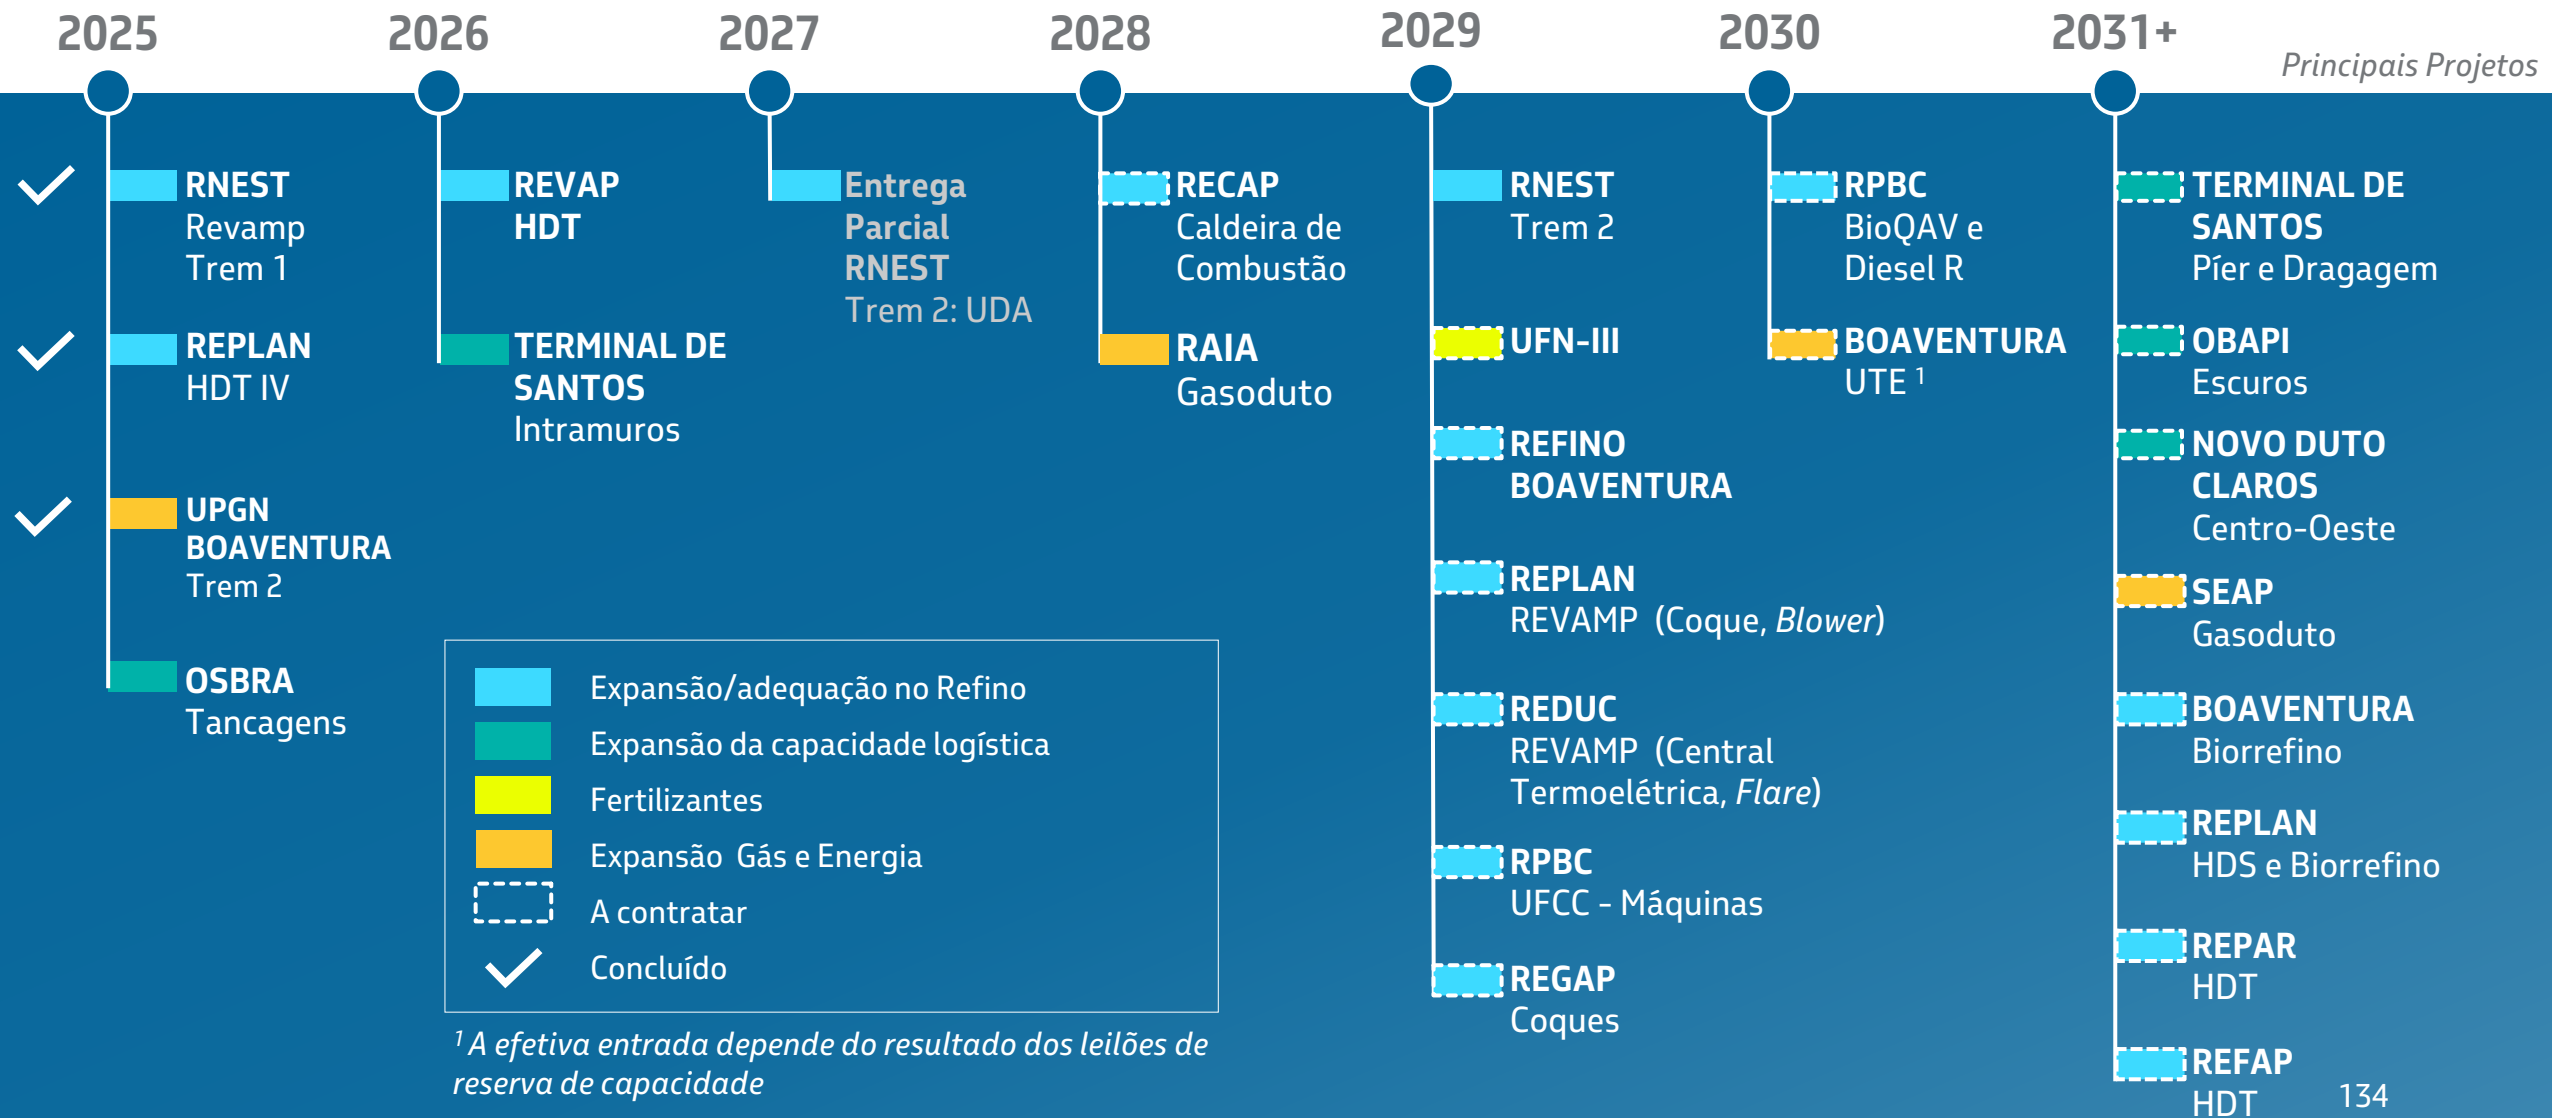 2025
2026
2027
2028
2029
2030
2031+
Principais Projetos
RNEST
Revamp
Trem 1
REPLAN
HDT IV
UPGN
BOAVENTURA
Trem 2
OSBRA
Tancagens
REVAP
HDT
TERMINAL DE
SANTOS
Intramuros
Entrega
Parcial
RNEST
Trem 2: UDA
RECAP
Caldeira de
Combustão
RAIA
Gasoduto
RNEST
Trem 2
UFN-III
REFINO
BOAVENTURA
REPLAN
REVAMP (Coque, Blower)
REDUC
REVAMP (Central
Termoelétrica, Flare)
RPBC
UFCC - Máquinas
REGAP
Coques
RPBC
BioQAV e
Diesel R
BOAVENTURA
UTE ¹
TERMINAL DE
SANTOS
Píer e Dragagem
OBAPI
Escuros
NOVO DUTO
CLAROS
Centro-Oeste
SEAP
Gasoduto
BOAVENTURA
Biorrefino
REPLAN
HDS e Biorrefino
REPAR
HDT
REFAP
HDT
Expansão/adequação no Refino
Expansão da capacidade logística
Fertilizantes
Expansão Gás e Energia
A contratar
Concluído
¹ A efetiva entrada depende do resultado dos leilões de
reserva de capacidade
134